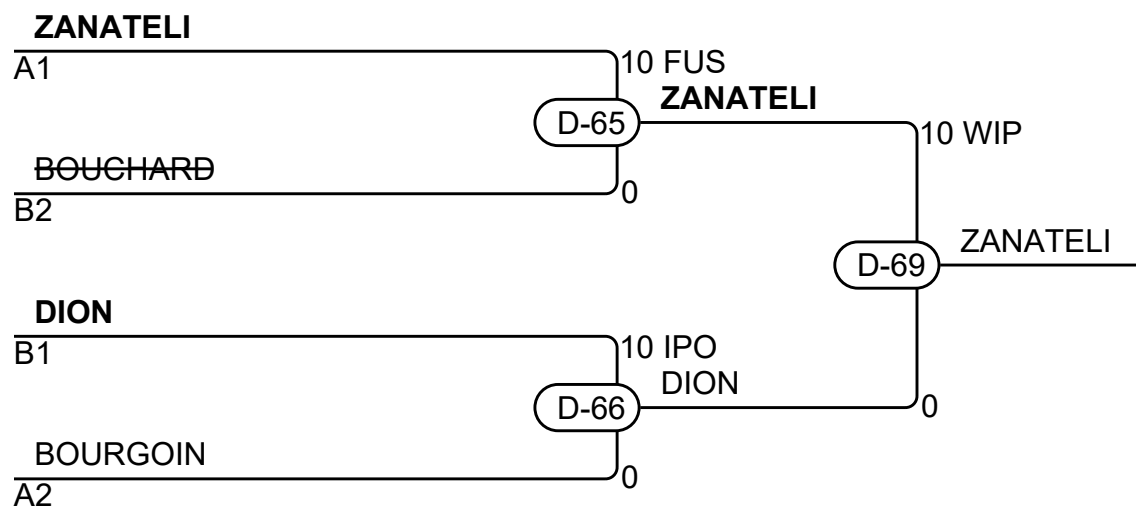 ZANATELI
A1
10 FUS
ZANATELI
D-65
10 WIP
BOUCHARD
B2
0
ZANATELI
D-69
DION
B1
10 IPO
DION
D-66
0
BOURGOIN
A2
0